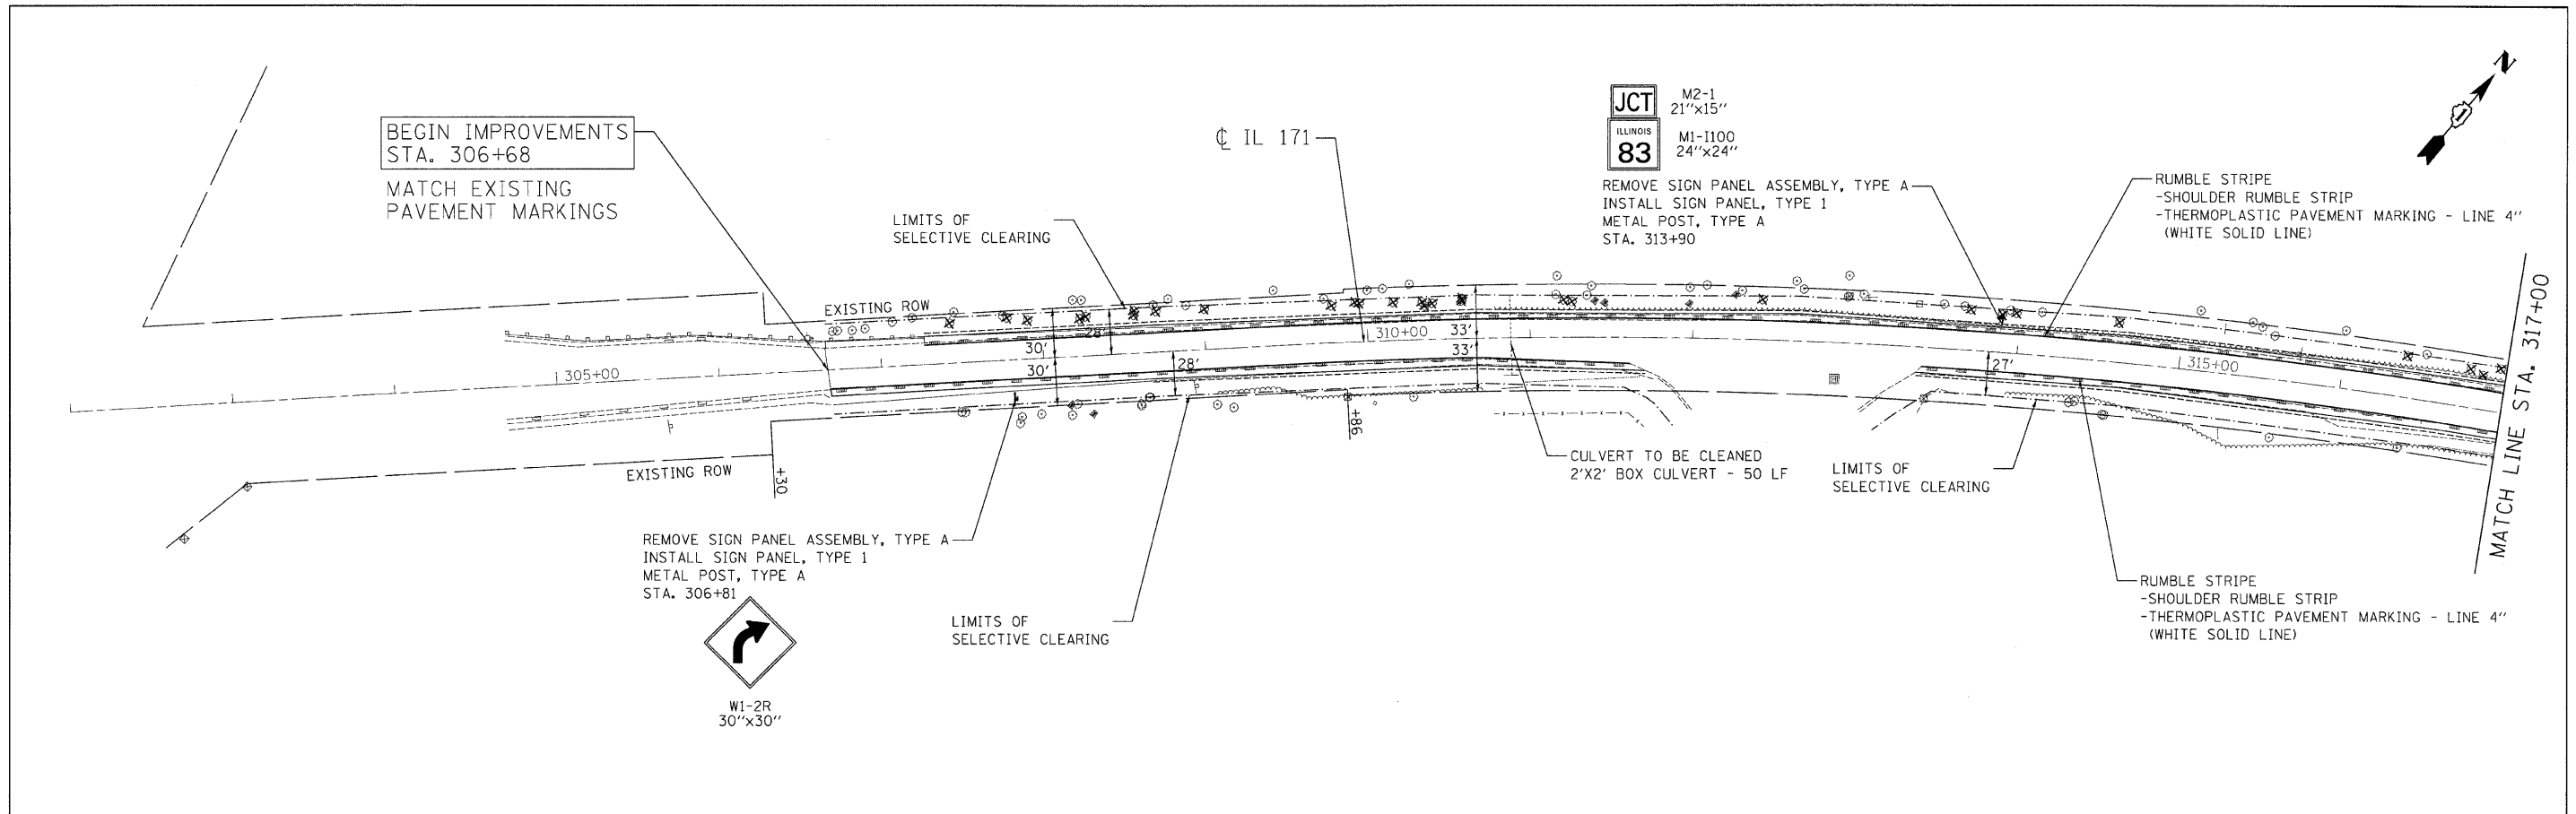 BEGIN IMPROVEMENTS
STA. 306+68
MATCH EXISTING
PAVEMENT MARKINGS
LIMITS OF
SELECTIVE CLEARING
℄ IL 171
JCT
M2-1
21"x15"
ILLINOIS
83
M1-I100
24"x24"
REMOVE SIGN PANEL ASSEMBLY, TYPE A
INSTALL SIGN PANEL, TYPE 1
METAL POST, TYPE A
STA. 313+90
RUMBLE STRIPE
-SHOULDER RUMBLE STRIP
-THERMOPLASTIC PAVEMENT MARKING - LINE 4"
(WHITE SOLID LINE)
N
1
EXISTING ROW
28'
30'
30'
28'
33'
33'
27'
305+00
310+00
315+00
MATCH LINE STA. 317+00
+86
+30
EXISTING ROW
CULVERT TO BE CLEANED
2'X2' BOX CULVERT - 50 LF
LIMITS OF
SELECTIVE CLEARING
REMOVE SIGN PANEL ASSEMBLY, TYPE A
INSTALL SIGN PANEL, TYPE 1
METAL POST, TYPE A
STA. 306+81
LIMITS OF
SELECTIVE CLEARING
RUMBLE STRIPE
-SHOULDER RUMBLE STRIP
-THERMOPLASTIC PAVEMENT MARKING - LINE 4"
(WHITE SOLID LINE)
W1-2R
30"x30"